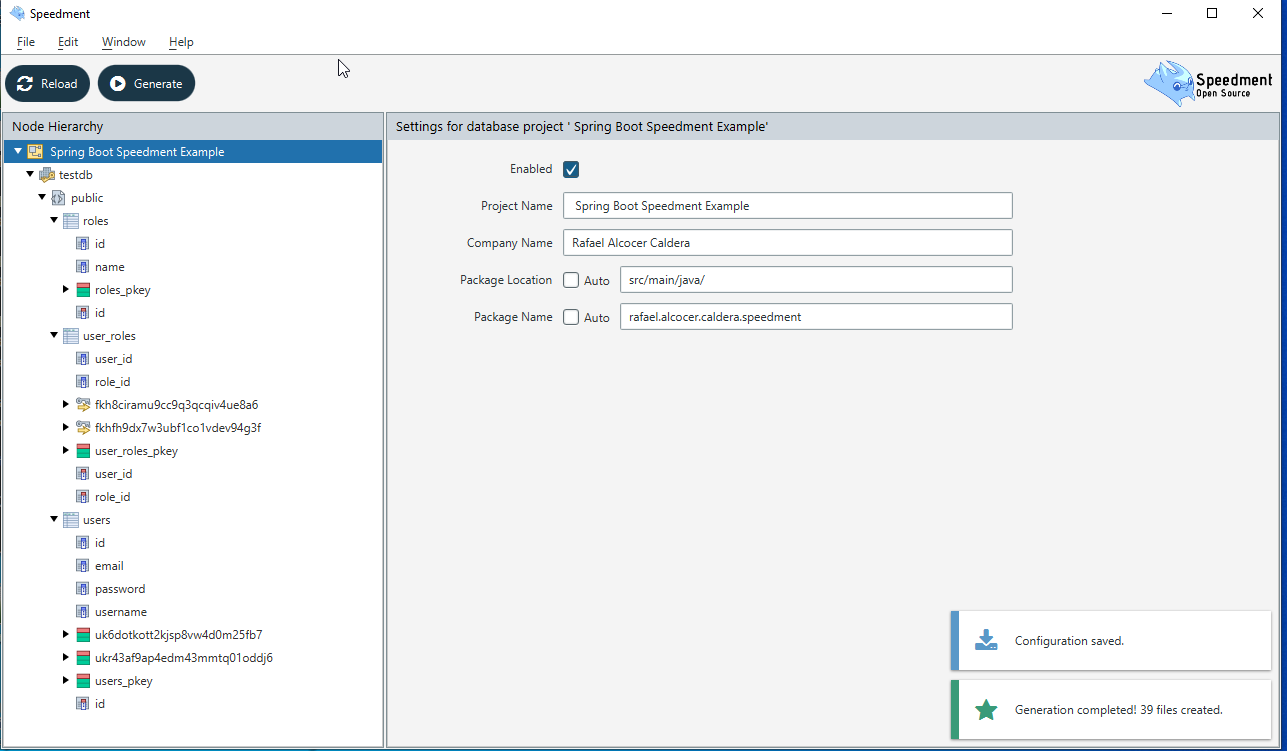 Speedment
File Edit Window Help
Reload Generate
Speedment
Open Source
Node Hierarchy
Spring Boot Speedment Example
testdb
public
roles
id
name
roles_pkey
id
user_roles
user_id
role_id
fkh8ciramu9cc9q3qcqiv4ue8a6
fkhfh9dx7w3ubf1co1vdev94g3f
user_roles_pkey
user_id
role_id
users
id
email
password
username
uk6dotkott2kjsp8vw4d0m25fb7
ukr43af9ap4edm43mmtq01oddj6
users_pkey
id
Settings for database project ' Spring Boot Speedment Example'
Enabled
Project Name Spring Boot Speedment Example
Company Name Rafael Alcocer Caldera
Package Location Auto src/main/java/
Package Name Auto rafael.alcocer.caldera.speedment
Configuration saved.
Generation completed! 39 files created.